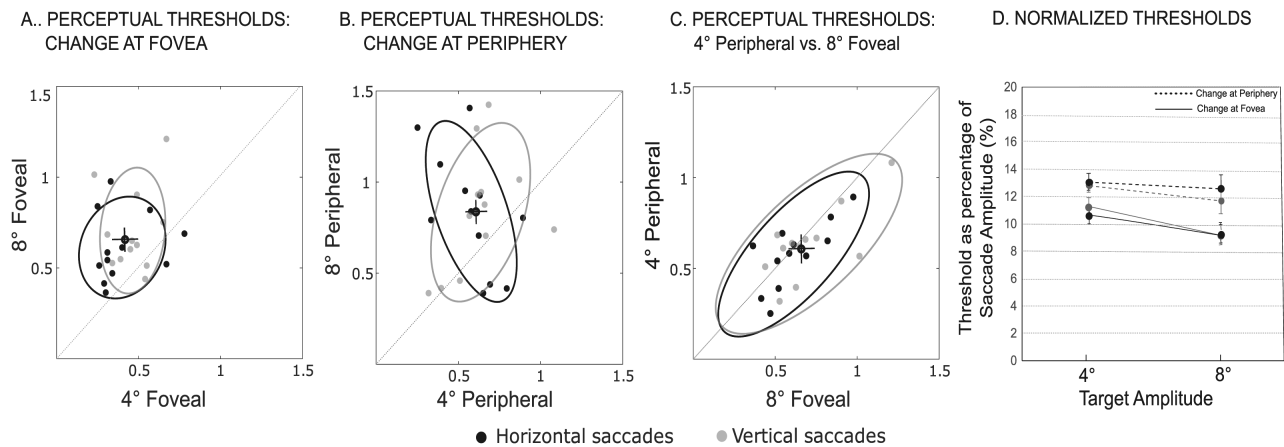 A.. PERCEPTUAL THRESHOLDS:
CHANGE AT FOVEA
1.5
1
0.5
8° Foveal
0.5
1
1.5
4° Foveal
B. PERCEPTUAL THRESHOLDS:
CHANGE AT PERIPHERY
1.5
1
0.5
0
8° Peripheral
0.5
1
1.5
4° Peripheral
C. PERCEPTUAL THRESHOLDS:
4° Peripheral vs. 8° Foveal
1.5
1
0.5
4° Peripheral
0.5
1
1.5
8° Foveal
D. NORMALIZED THRESHOLDS
Change at Periphery
Change at Fovea
20
18
16
14
12
10
8
6
4
2
0
Threshold as percentage of
Saccade Amplitude (%)
4°
8°
Target Amplitude
Horizontal saccades
Vertical saccades